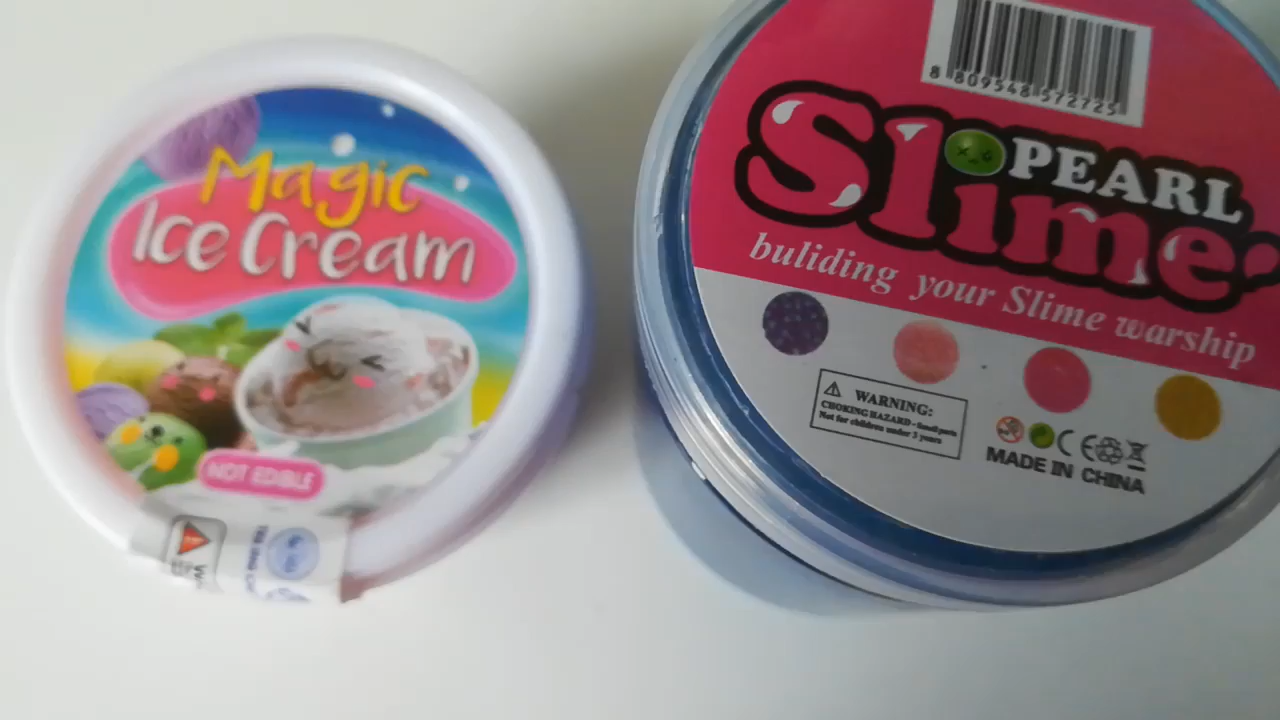 Magic
Ice Cream
NOT EDIBLE
8 809548 572725
PEARL
Slime
buliding your Slime warship
WARNING:
CHOKING HAZARD - Small parts
Not for children under 3 years
CE
MADE IN CHINA